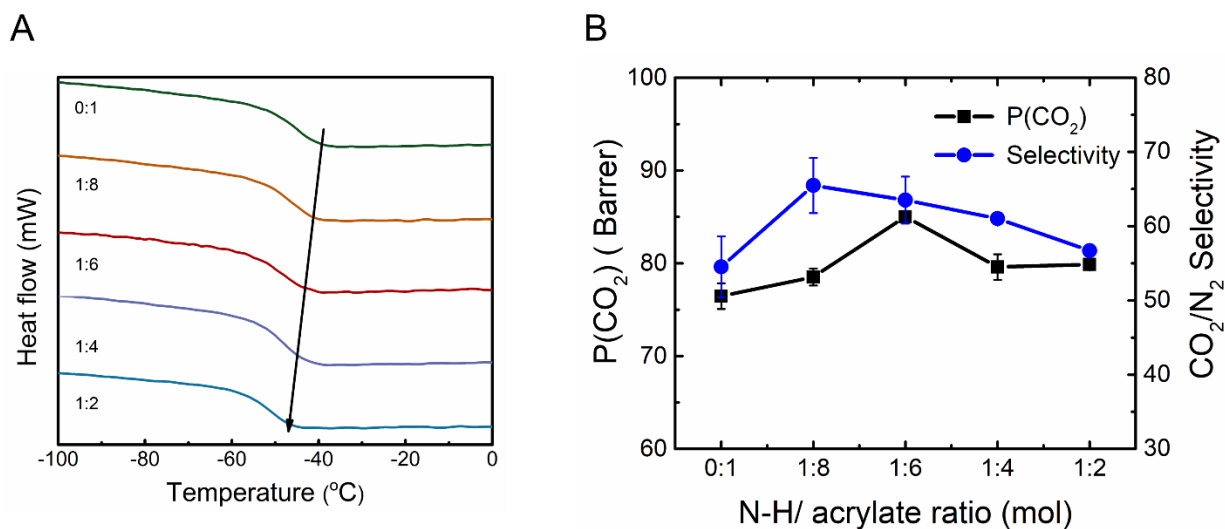 A
0:1
1:8
1:6
1:4
1:2
Heat flow (mW)
-100 -80 -60 -40 -20 0
Temperature (°C)
B
100
90
80
70
60
P(CO₂) ( Barrer)
P(CO₂)
Selectivity
80
70
60
50
40
30
CO₂/N₂ Selectivity
0:1 1:8 1:6 1:4 1:2
N-H/ acrylate ratio (mol)